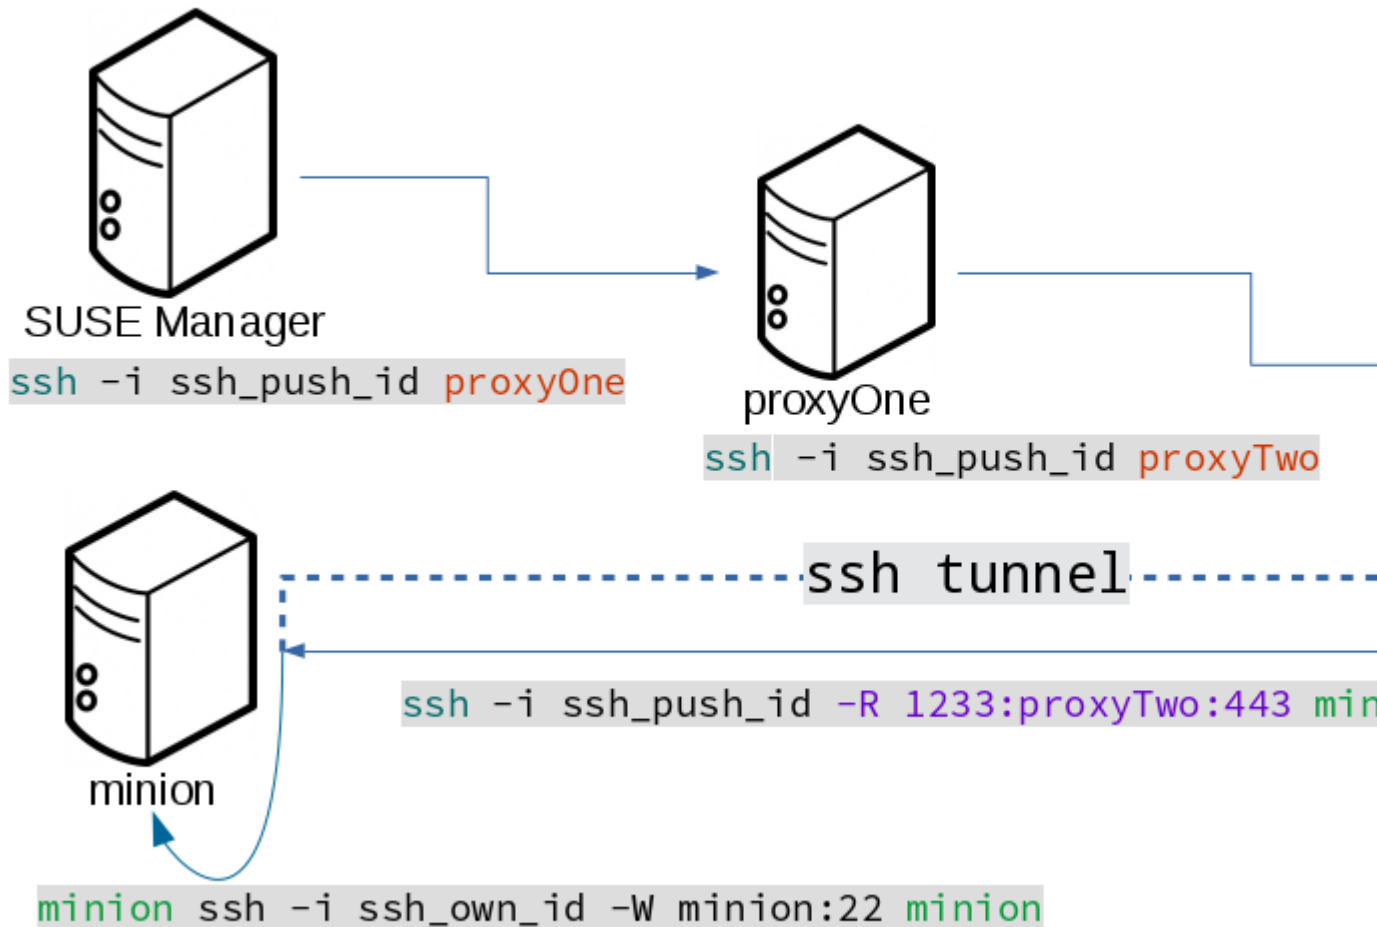 SUSE Manager
ssh -i ssh_push_id proxyOne
proxyOne
ssh -i ssh_push_id proxyTwo
ssh tunnel
ssh -i ssh_push_id -R 1233:proxyTwo:443 min
minion
minion ssh -i ssh_own_id -W minion:22 minion